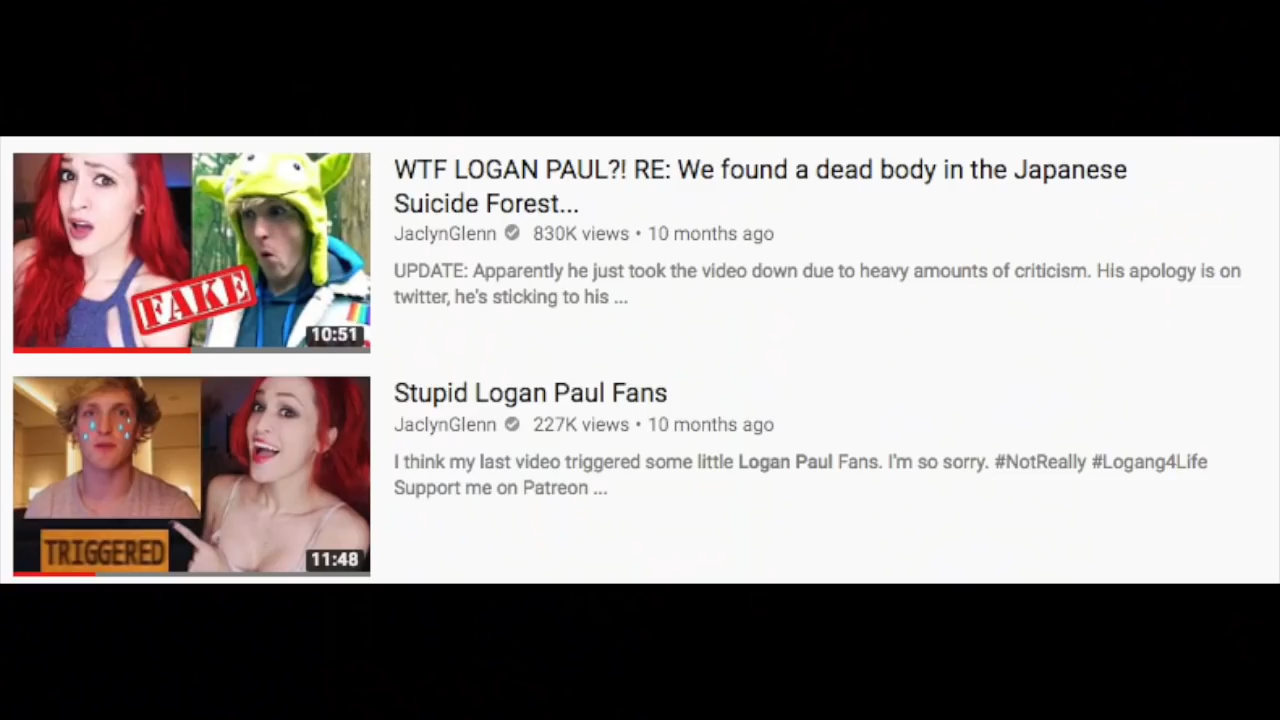 WTF LOGAN PAUL?! RE: We found a dead body in the Japanese
Suicide Forest...
JaclynGlenn 830K views • 10 months ago
UPDATE: Apparently he just took the video down due to heavy amounts of criticism. His apology is on
twitter, he's sticking to his ...
FAKE
10:51
Stupid Logan Paul Fans
JaclynGlenn 227K views • 10 months ago
I think my last video triggered some little Logan Paul Fans. I'm so sorry. #NotReally #Logang4Life
Support me on Patreon ...
TRIGGERED
11:48